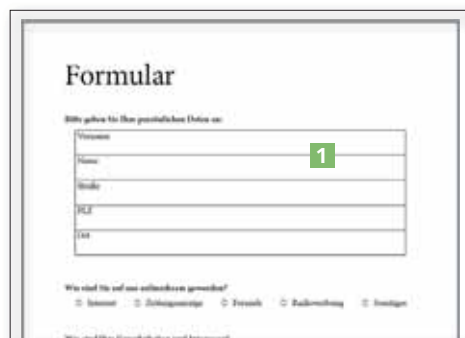 Formular
Bitte geben Sie Ihre persönlichen Daten an:
Vorname
1
Name
Straße
PLZ
Ort
Wie sind Sie auf uns aufmerksam geworden?
Internet Zeitungsanzeige Freunde Radiowerbung Sonstiges